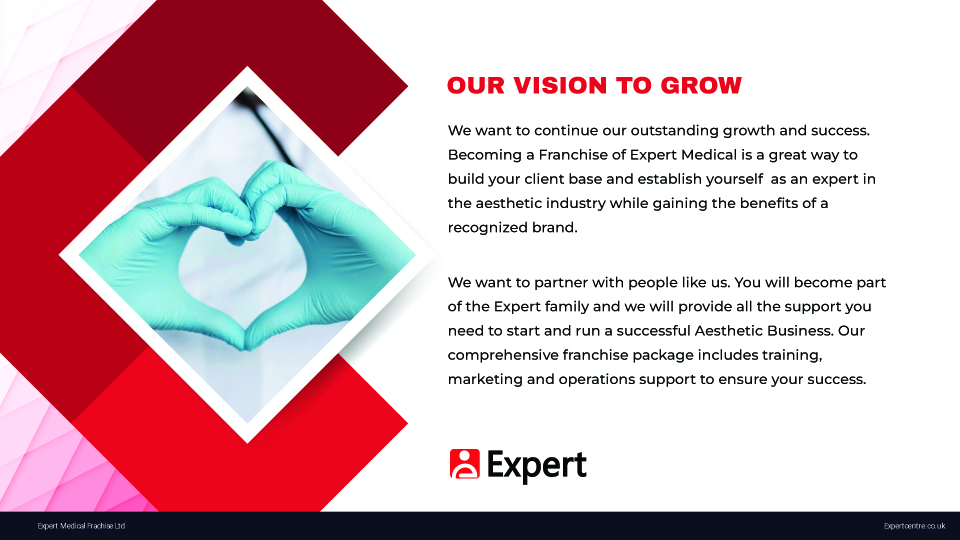 OUR VISION TO GROW
We want to continue our outstanding growth and success.
Becoming a Franchise of Expert Medical is a great way to
build your client base and establish yourself  as an expert in
the aesthetic industry while gaining the benefits of a
recognized brand.
We want to partner with people like us. You will become part
of the Expert family and we will provide all the support you
need to start and run a successful Aesthetic Business. Our
comprehensive franchise package includes training,
marketing and operations support to ensure your success.
Expert
Expert Medical Frachise Ltd
Expertcentre.co.uk